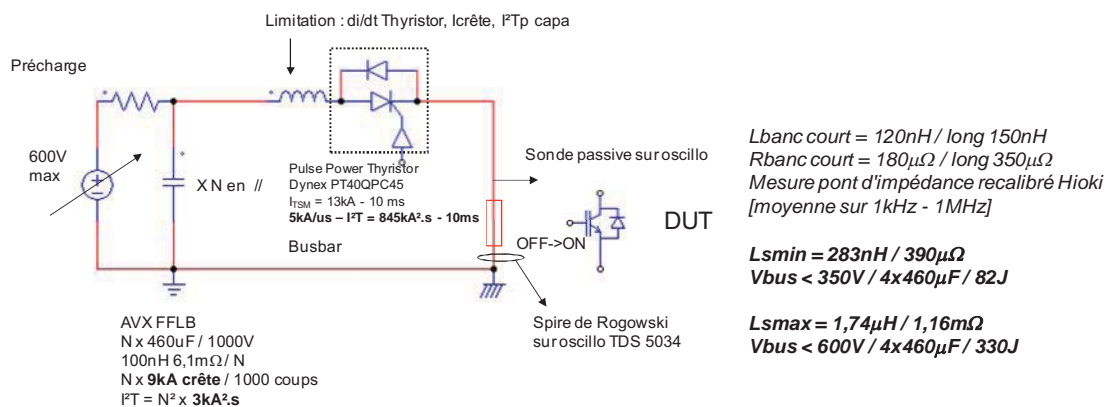 Limitation : di/dt Thyristor, Icrête, I²Tp capa
Précharge
600V
max
X N en //
Pulse Power Thyristor
Dynex PT40QPC45
ITSM = 13kA - 10 ms
5kA/us – I²T = 845kA².s - 10ms
Busbar
Sonde passive sur oscillo
OFF->ON
DUT
Spire de Rogowski
sur oscillo TDS 5034
AVX FFLB
N x 460uF / 1000V
100nH 6,1mΩ / N
N x 9kA crête / 1000 coups
I²T = N² x 3kA².s
Lbanc court = 120nH / long 150nH
Rbanc court = 180µΩ / long 350µΩ
Mesure pont d'impédance recalibré Hioki
[moyenne sur 1kHz - 1MHz]
Lsmin = 283nH / 390µΩ
Vbus < 350V / 4x460µF / 82J
Lsmax = 1,74µH / 1,16mΩ
Vbus < 600V / 4x460µF / 330J